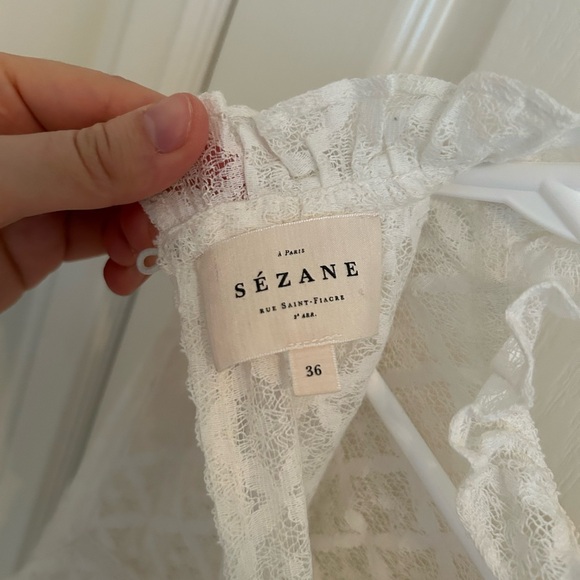 À PARIS
SÉZANE
RUE SAINT-FIACRE
2e ARR.
36